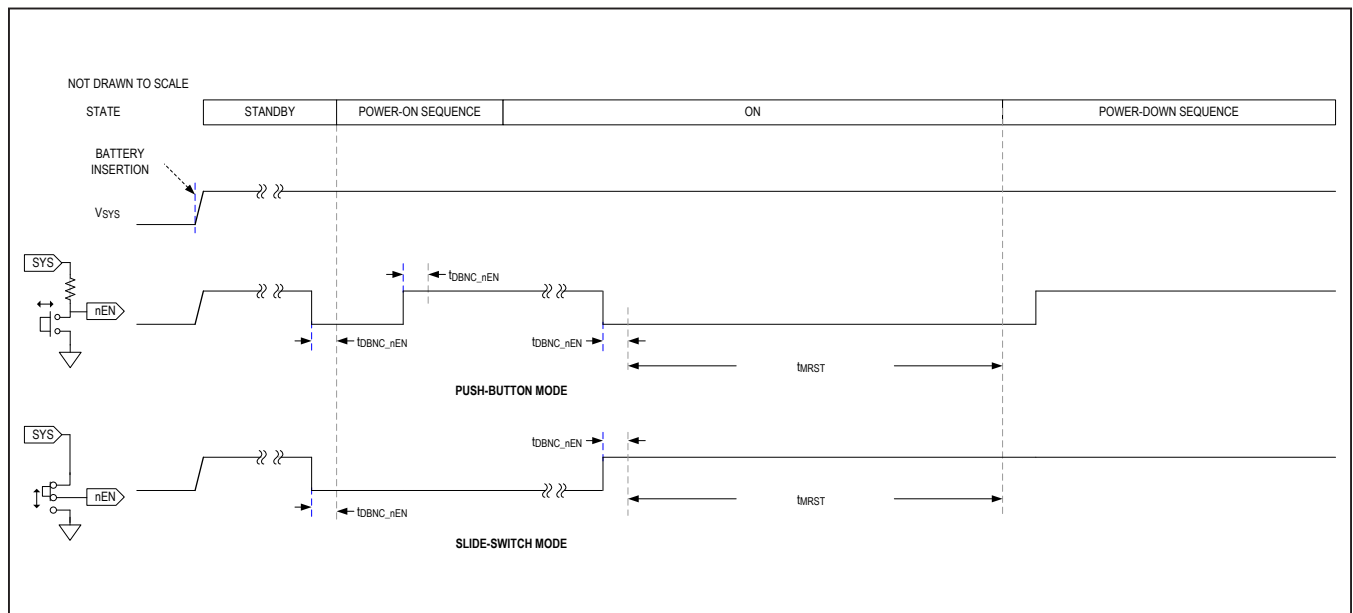 NOT DRAWN TO SCALE
STATE
STANDBY
POWER-ON SEQUENCE
ON
POWER-DOWN SEQUENCE
BATTERY
INSERTION
VSYS
SYS
nEN
tDBNC_nEN
tDBNC_nEN
tDBNC_nEN
tMRST
PUSH-BUTTON MODE
SYS
nEN
tDBNC_nEN
tDBNC_nEN
tMRST
SLIDE-SWITCH MODE